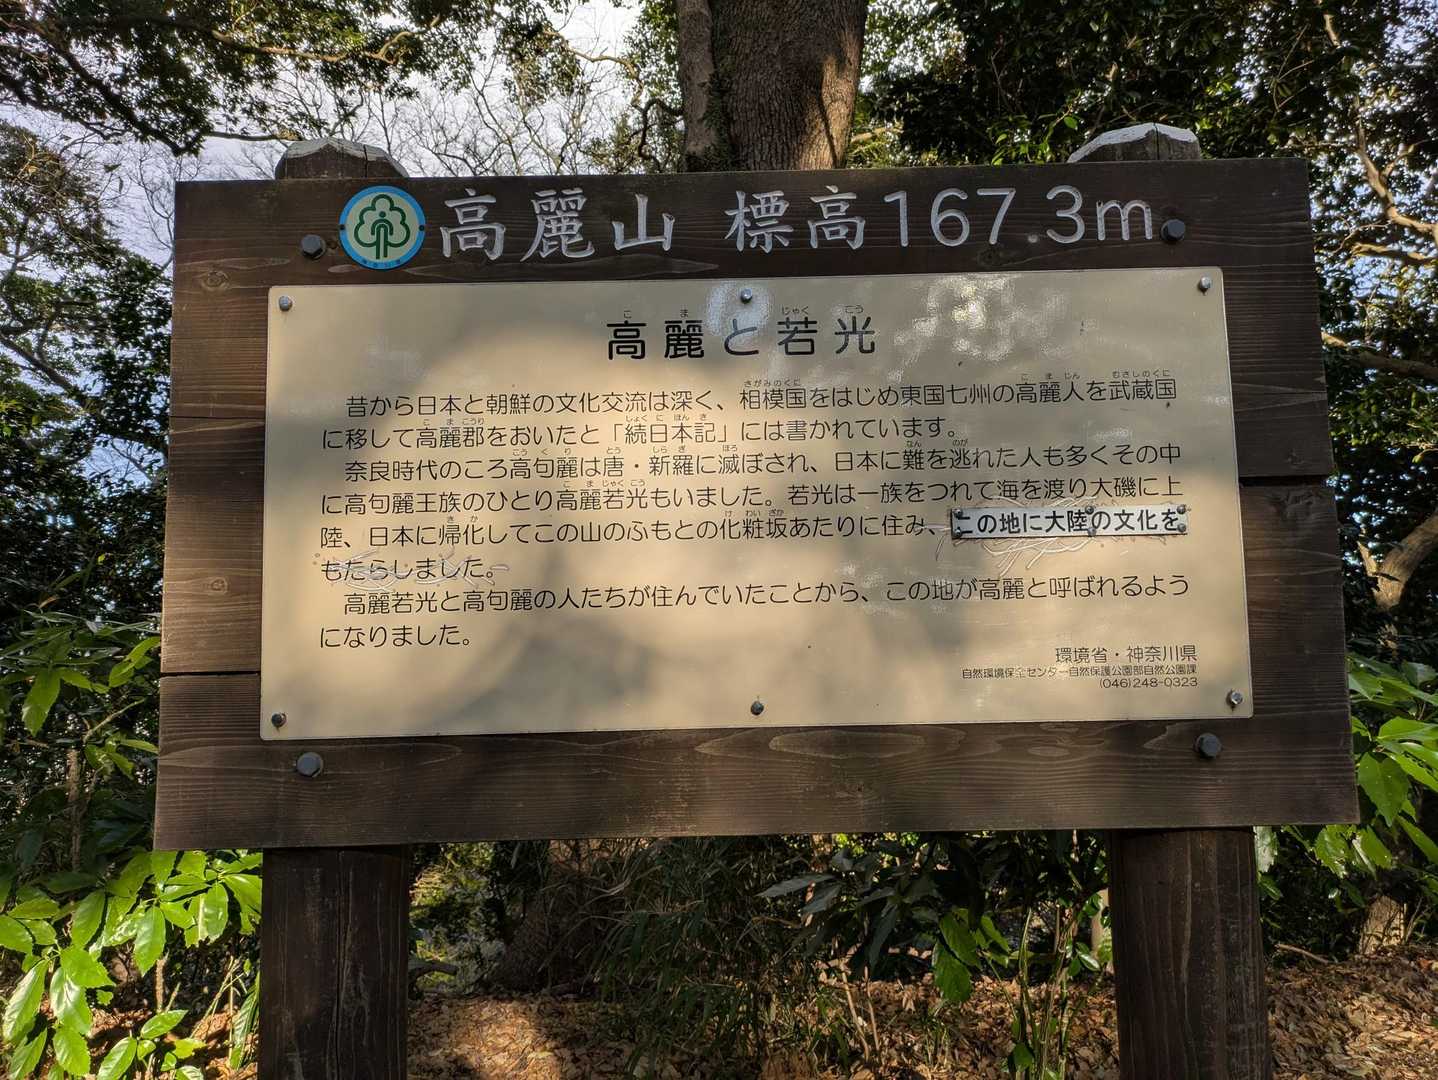 高麗山 標高167.3m
高麗と若光
昔から日本と朝鮮の文化交流は深く、相模国をはじめ東国七州の高麗人を武蔵国
に移して高麗郡をおいたと「続日本記」には書かれています。
奈良時代のころ高句麗は唐・新羅に滅ぼされ、日本に難を逃れた人も多くその中
に高句麗王族のひとり高麗若光もいました。若光は一族をつれて海を渡り大磯に上
陸、日本に帰化してこの山のふもとの化粧坂あたりに住み、この地に大陸の文化を
もたらしました。
高麗若光と高句麗の人たちが住んでいたことから、この地が高麗と呼ばれるよう
になりました。
環境省・神奈川県
自然環境保全センター自然保護公園部自然公園課
(046)248-0323